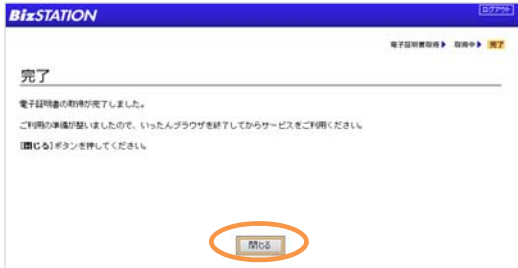 BizSTATION
ログアウト
電子証明書取得▶ 取得中▶ 完了
完了
電子証明書の取得が完了しました。
ご利用の準備が整いましたので、いったんブラウザを終了してからサービスをご利用ください。
[閉じる]ボタンを押してください。
閉じる